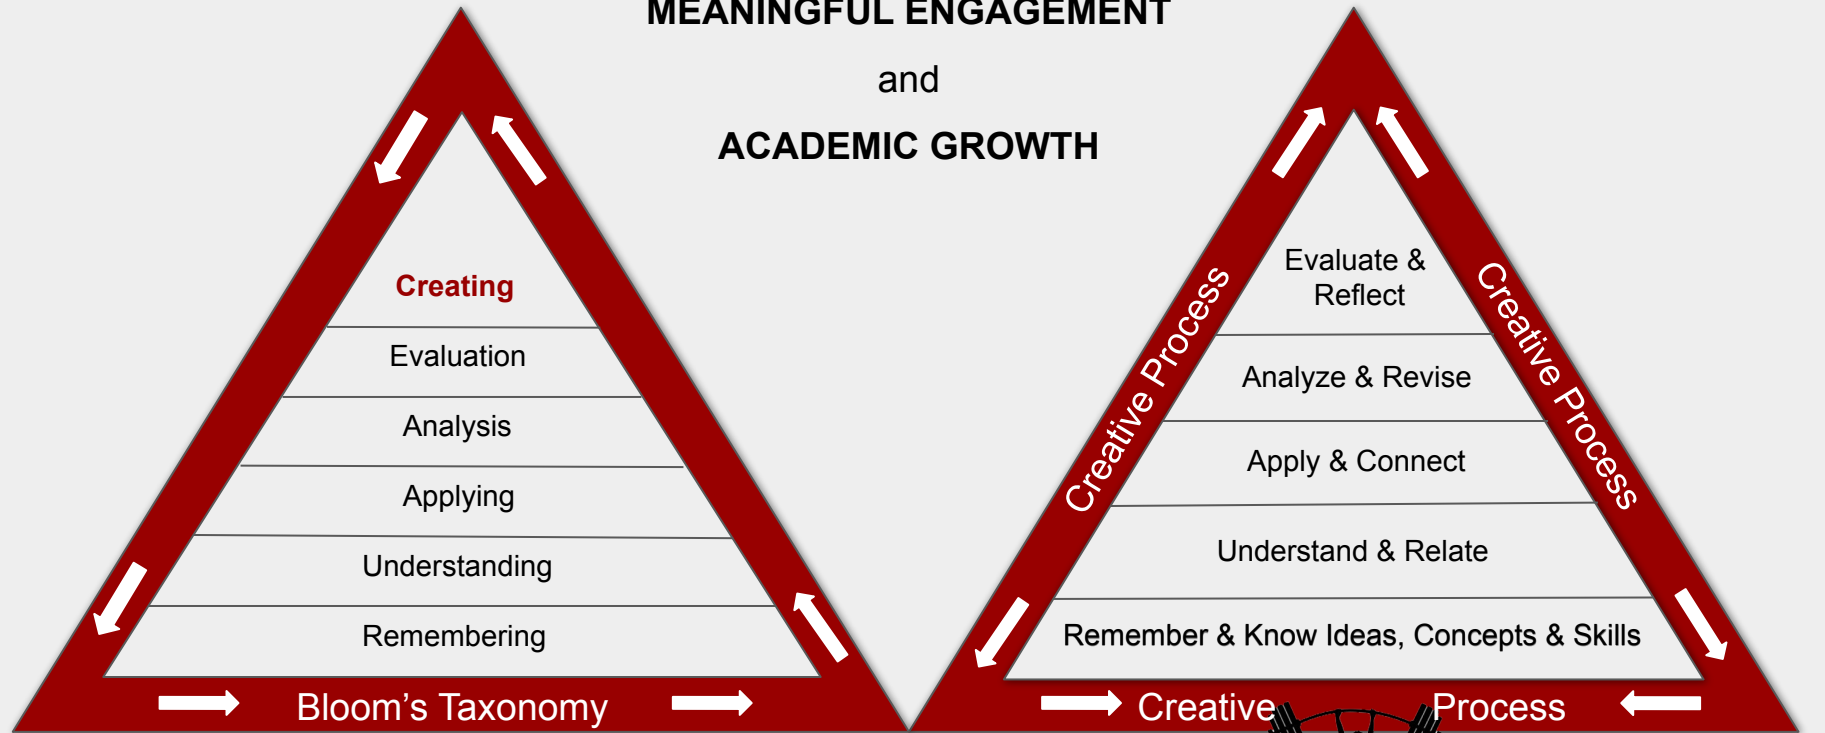 MEANINGFUL ENGAGEMENT
and
ACADEMIC GROWTH
Creating
Evaluation
Analysis
Applying
Understanding
Remembering
Bloom’s Taxonomy
Creative Process
Evaluate &
Reflect
Analyze & Revise
Apply & Connect
Understand & Relate
Remember & Know Ideas, Concepts & Skills
Creative Process
Creative Process